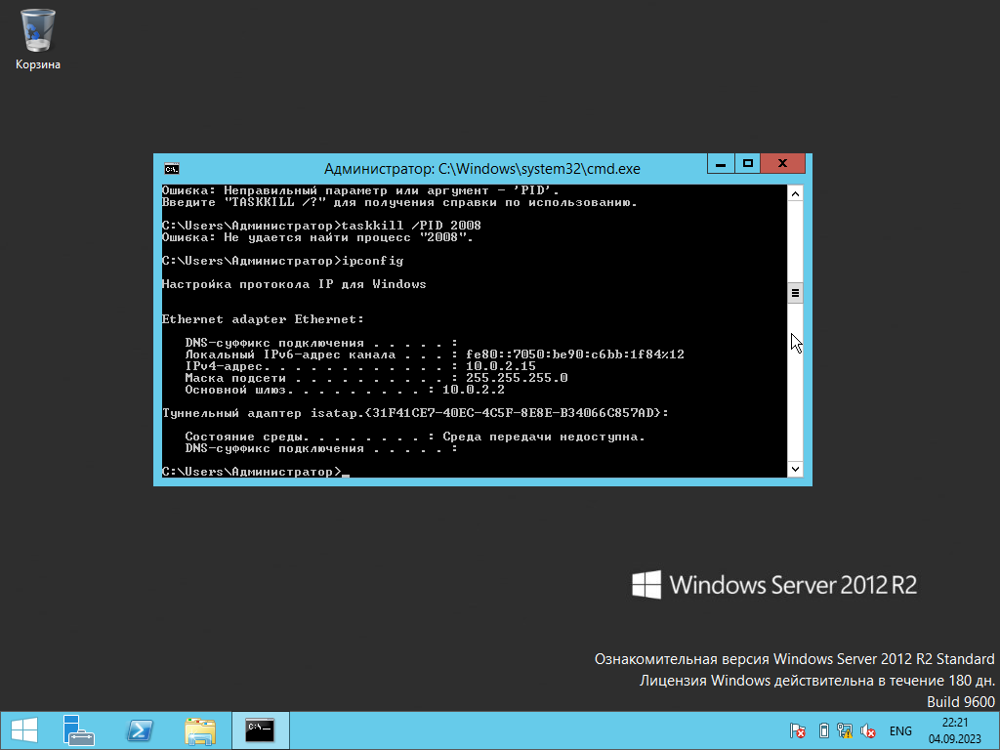 Корзина
Администратор: C:\Windows\system32\cmd.exe
Ошибка: Неправильный параметр или аргумент - 'PID'.
Введите "TASKKILL /?" для получения справки по использованию.
C:\Users\Администратор>taskkill /PID 2008
Ошибка: Не удается найти процесс "2008".
C:\Users\Администратор>ipconfig
Настройка протокола IP для Windows
Ethernet adapter Ethernet:
DNS-суффикс подключения . . . . . :
Локальный IPv6-адрес канала . . . : fe80::7050:be90:c6bb:1f84%12
IPv4-адрес. . . . . . . . . . . . : 10.0.2.15
Маска подсети . . . . . . . . . . : 255.255.255.0
Основной шлюз. . . . . . . . . : 10.0.2.2
Туннельный адаптер isatap.{31F41CE7-40EC-4C5F-8E8E-B34066C857AD}:
Состояние среды. . . . . . . . : Среда передачи недоступна.
DNS-суффикс подключения . . . . . :
C:\Users\Администратор>_
Windows Server 2012 R2
Ознакомительная версия Windows Server 2012 R2 Standard
Лицензия Windows действительна в течение 180 дн.
Build 9600
ENG
22:21
04.09.2023